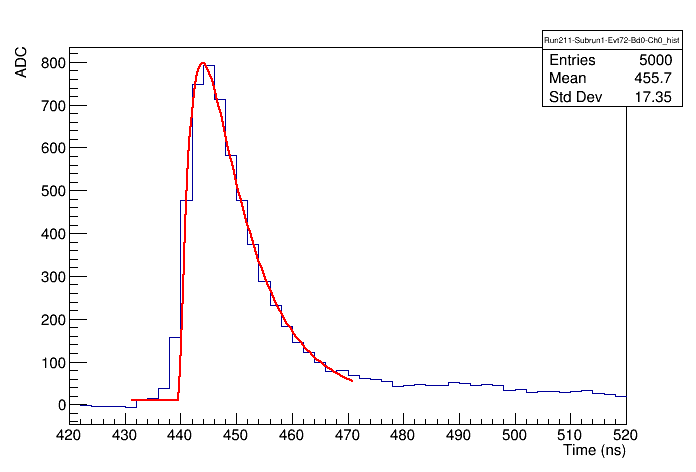 Run211-Subrun1-Evt72-Bd0-Ch0_hist
Entries 5000
Mean 455.7
Std Dev 17.35
ADC
800
700
600
500
400
300
200
100
0
420 430 440 450 460 470 480 490 500 510 520
Time (ns)